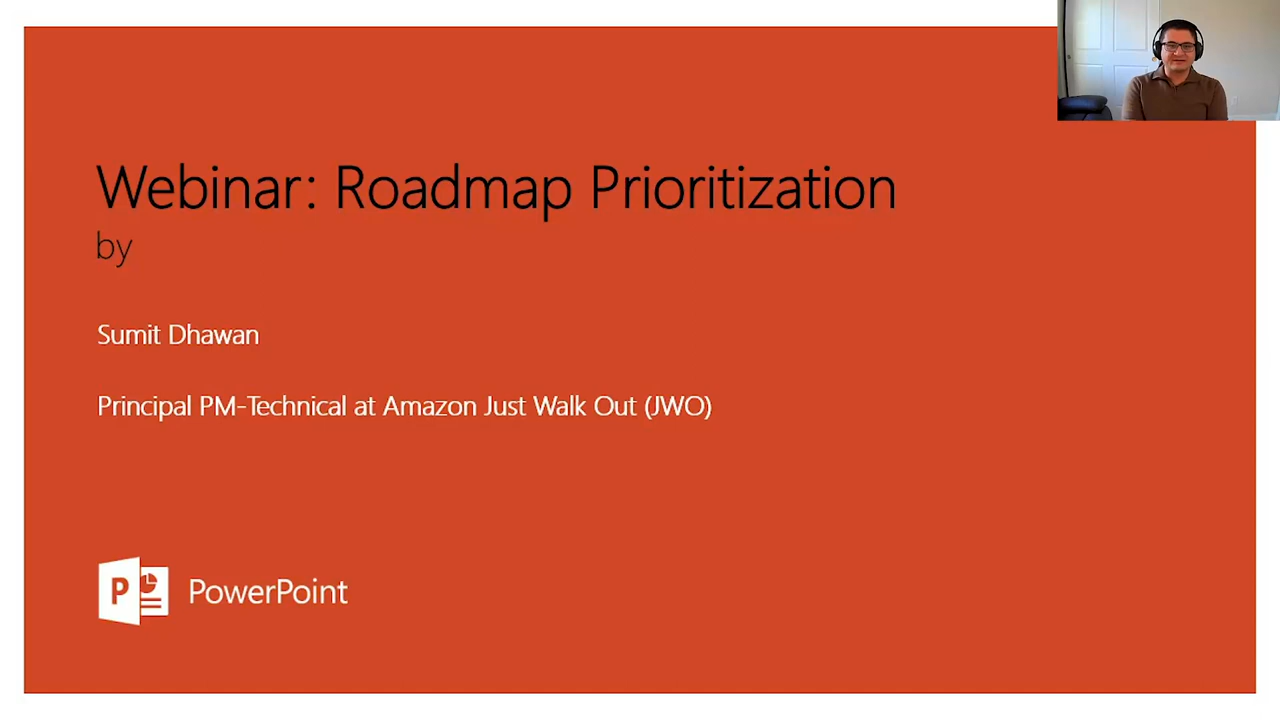 Webinar: Roadmap Prioritization
by
Sumit Dhawan
Principal PM-Technical at Amazon Just Walk Out (JWO)
P PowerPoint